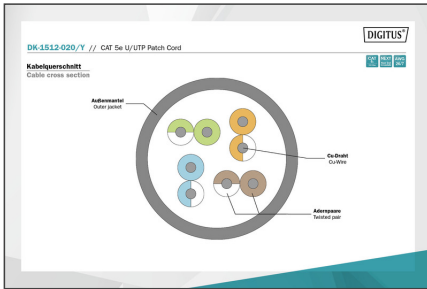 DIGITUS®
DK-1512-020/Y // CAT 5e U/UTP Patch Cord
Kabelquerschnitt
Cable cross section
Außenmantel
Outer jacket
Cu-Draht
Cu-Wire
Adernpaare
Twisted pair